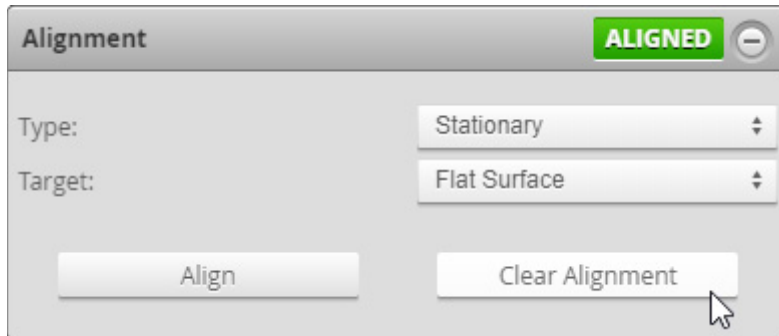 Alignment ALIGNED
Type: Stationary
Target: Flat Surface
Align Clear Alignment